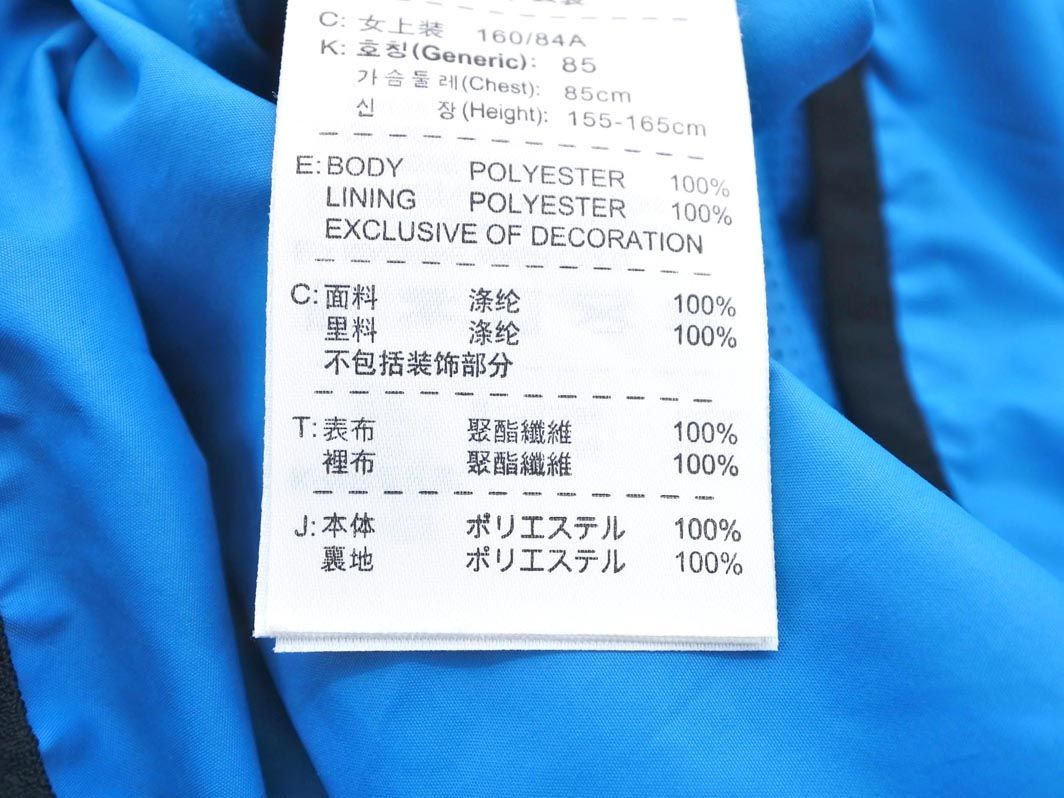 C: 女上装 160/84A
K: 호칭(Generic): 85
가슴둘레(Chest): 85cm
신 장(Height): 155-165cm
E: BODY POLYESTER 100%
LINING POLYESTER 100%
EXCLUSIVE OF DECORATION
C: 面料 涤纶 100%
里料 涤纶 100%
不包括装饰部分
T: 表布 聚酯纖維 100%
裡布 聚酯纖維 100%
J: 本体 ポリエステル 100%
裏地 ポリエステル 100%